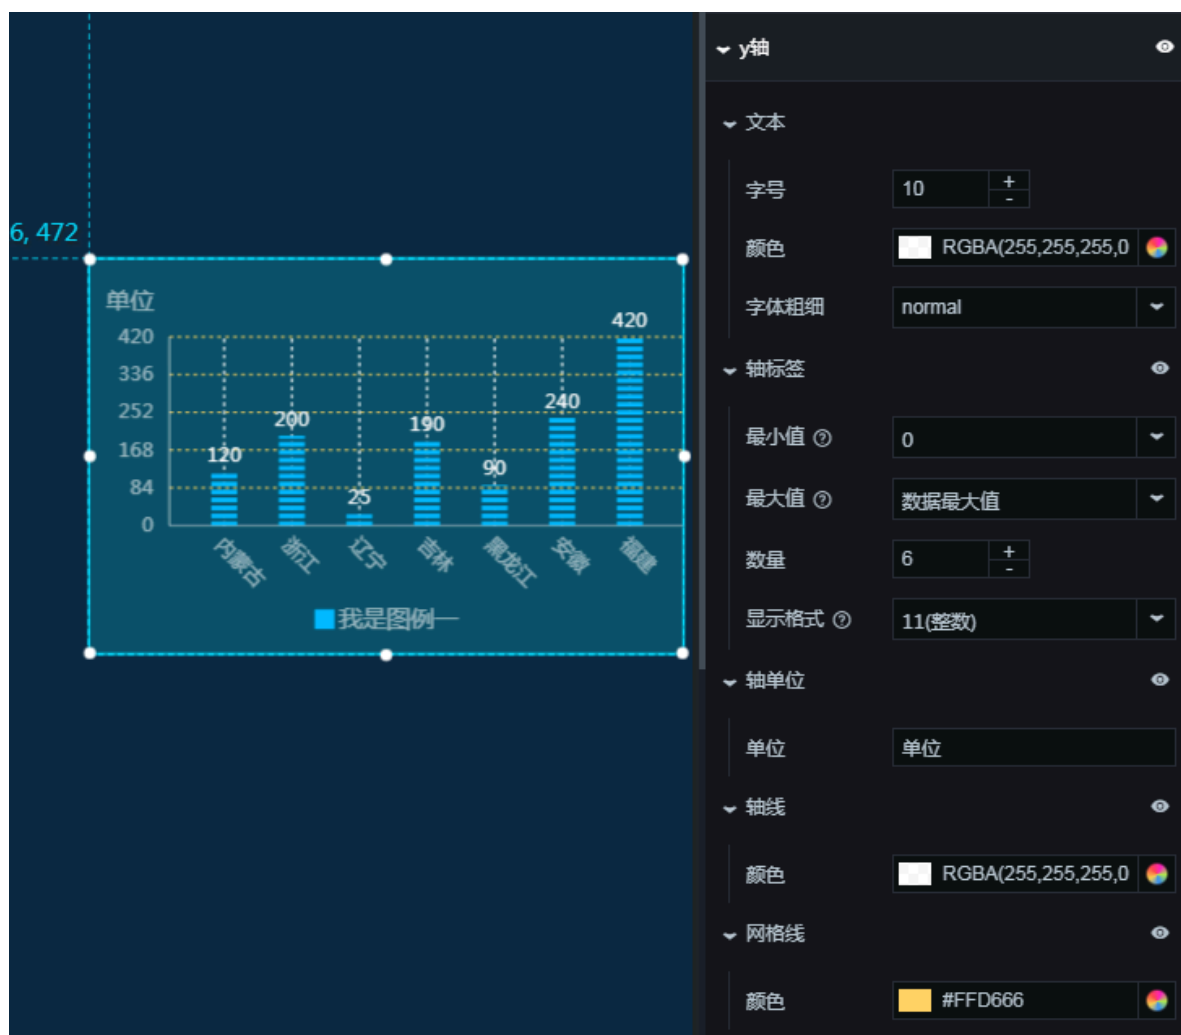 6, 472
单位
420
420
336
252
240
200
190
168
120
90
84
25
0
内蒙古
浙江
辽宁
吉林
黑龙江
安徽
福建
我是图例一
y轴
文本
字号
10
+
-
颜色
RGBA(255,255,255,0
字体粗细
normal
轴标签
最小值
0
最大值
数据最大值
数量
6
+
-
显示格式
11(整数)
轴单位
单位
单位
轴线
颜色
RGBA(255,255,255,0
网格线
颜色
#FFD666